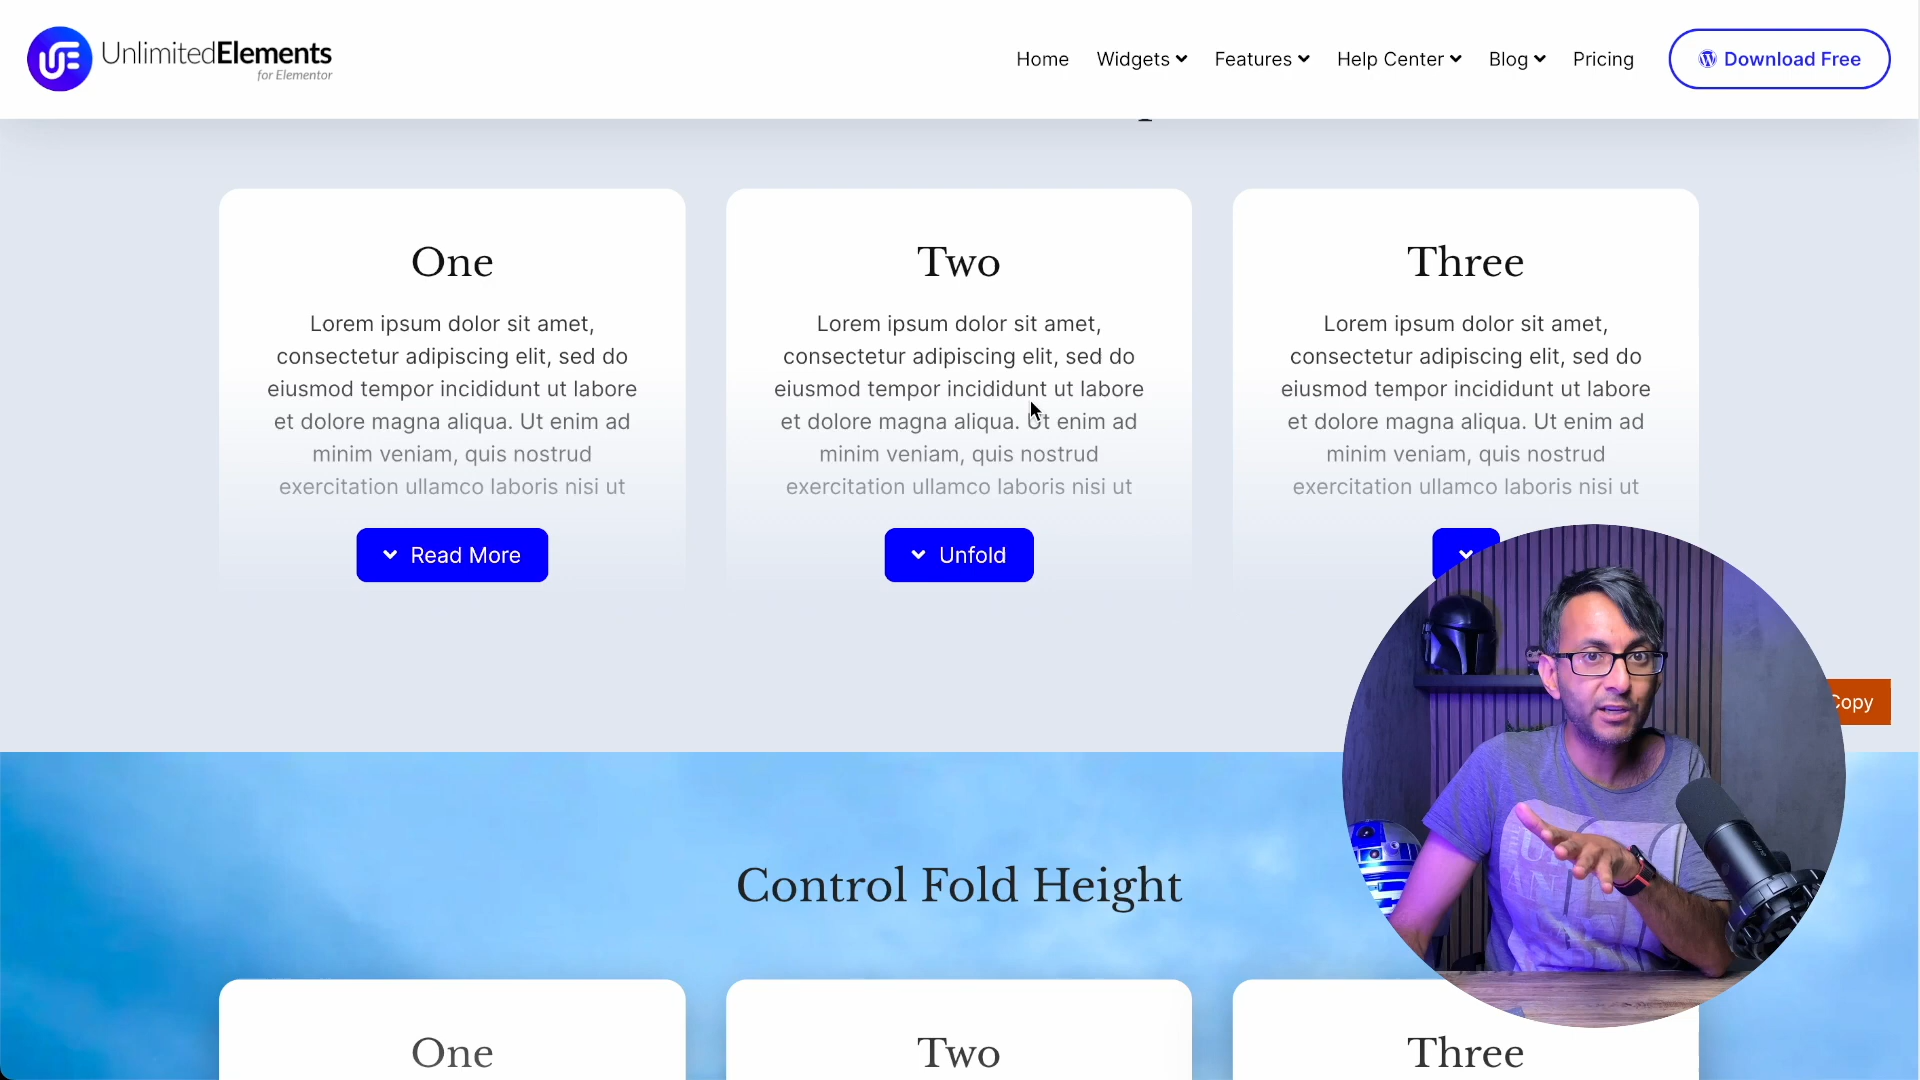 UnlimitedElements
for Elementor
Home
Widgets
Features
Help Center
Blog
Pricing
Download Free
One
Lorem ipsum dolor sit amet,
consectetur adipiscing elit, sed do
eiusmod tempor incididunt ut labore
et dolore magna aliqua. Ut enim ad
minim veniam, quis nostrud
exercitation ullamco laboris nisi ut
Read More
Two
Lorem ipsum dolor sit amet,
consectetur adipiscing elit, sed do
eiusmod tempor incididunt ut labore
et dolore magna aliqua. Ut enim ad
minim veniam, quis nostrud
exercitation ullamco laboris nisi ut
Unfold
Three
Lorem ipsum dolor sit amet,
consectetur adipiscing elit, sed do
eiusmod tempor incididunt ut labore
et dolore magna aliqua. Ut enim ad
minim veniam, quis nostrud
exercitation ullamco laboris nisi ut
Copy
Control Fold Height
One
Two
Three